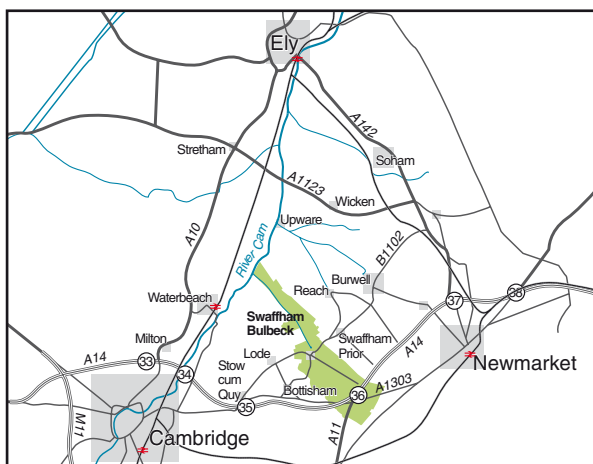 Ely
A142
Stretham
Soham
A1123
Wicken
A10
Upware
River Cam
B1102
Burwell
Reach
Waterbeach
37
38
Swaffham
Bulbeck
Milton
Swaffham
Prior
A14
33
A14
Lode
Newmarket
34
Stow
cum
Quy
A1303
Bottisham
36
35
M11
A11
Cambridge